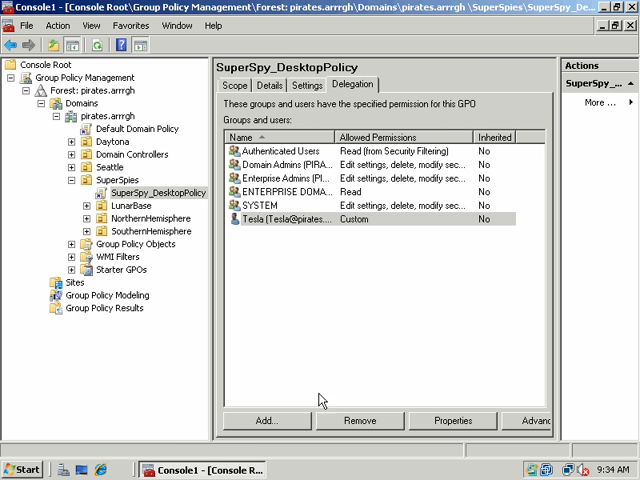 Console1 - [Console Root\Group Policy Management\Forest: pirates.arrrgh\Domains\pirates.arrrgh \SuperSpies\SuperSpy_De...
File Action View Favorites Window Help
Console Root
Group Policy Management
Forest: pirates.arrrgh
Domains
pirates.arrrgh
Default Domain Policy
Daytona
Domain Controllers
Seattle
SuperSpies
SuperSpy_DesktopPolicy
LunarBase
NorthernHemisphere
SouthernHemisphere
Group Policy Objects
WMI Filters
Starter GPOs
Sites
Group Policy Modeling
Group Policy Results
SuperSpy_DesktopPolicy
Scope Details Settings Delegation
These groups and users have the specified permission for this GPO
Groups and users:
Name Allowed Permissions Inherited
Authenticated Users Read (from Security Filtering) No
Domain Admins (PIRA... Edit settings, delete, modify sec... No
Enterprise Admins (PI... Edit settings, delete, modify sec... No
ENTERPRISE DOMA... Read No
SYSTEM Edit settings, delete, modify sec... No
Tesla (Tesla@pirates.... Custom No
Add... Remove Properties Advanc
Actions
SuperSpy_...
More ...
Start Console1 - [Console R... 9:34 AM